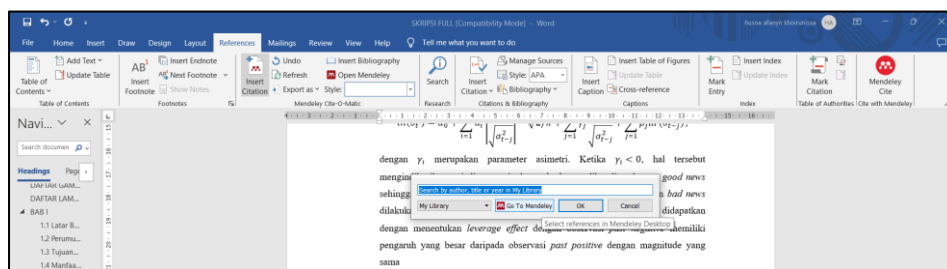 SKRIPSI FULL [Compatibility Mode] - Word
husna afianyn khoirunissa
File Home Insert Draw Design Layout References Mailings Review View Help Tell me what you want to do
Table of Contents
Add Text
Update Table
Table of Contents
AB¹ Insert Footnote
Insert Endnote
Next Footnote
Show Notes
Footnotes
Insert Citation
Undo
Refresh
Export as
Insert Bibliography
Open Mendeley
Style:
Mendeley Cite-O-Matic
Search
Research
Insert Citation
Manage Sources
Style: APA
Bibliography
Citations & Bibliography
Insert Caption
Insert Table of Figures
Update Table
Cross-reference
Captions
Mark Entry
Insert Index
Update Index
Index
Mark Citation
Table of Authorities
Mendeley Cite
Cite with Mendeley
Navi...
Search documen
Headings Page
DAFTAR GAM...
DAFTAR LAM...
BAB I
1.1 Latar B...
1.2 Perumu...
1.3 Tujuan...
1.4 Manfaa...
dengan γᵢ merupakan parameter asimetri. Ketika γᵢ < 0, hal tersebut
good news
sehingg
bad news
dilakuk
didapatkan
dengan menentukan leverage effect
memiliki
pengaruh yang besar daripada observasi past positive dengan magnitude yang
sama
Search by author, title or year in My Library
My Library
Go To Mendeley
OK
Cancel
Select references in Mendeley Desktop